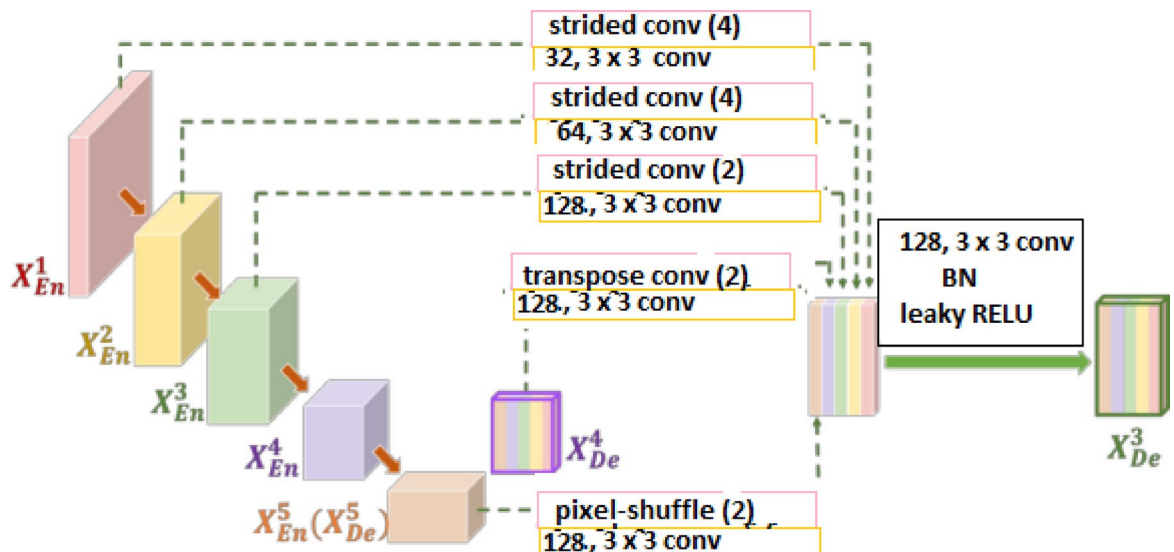 strided conv (4)
32, 3 x 3 conv
strided conv (4)
64, 3 x 3 conv
strided conv (2)
128., 3 x 3 conv
128, 3 x 3 conv
BN
leaky RELU
transpose conv (2)
128., 3 x 3 conv
X¹En
X²En
X³En
X⁴En
X⁵En(X⁵De)
X⁴De
X³De
pixel-shuffle (2)
128., 3 x 3 conv